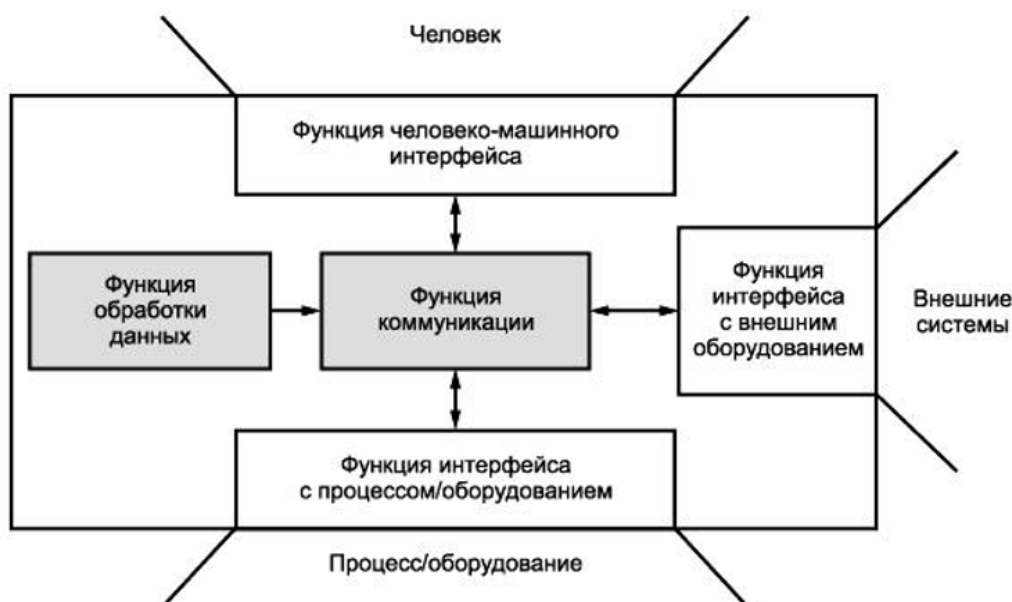 Человек
Функция человеко-машинного
интерфейса
Функция
обработки
данных
Функция
коммуникации
Функция
интерфейса
с внешним
оборудованием
Внешние
системы
Функция интерфейса
с процессом/оборудованием
Процесс/оборудование